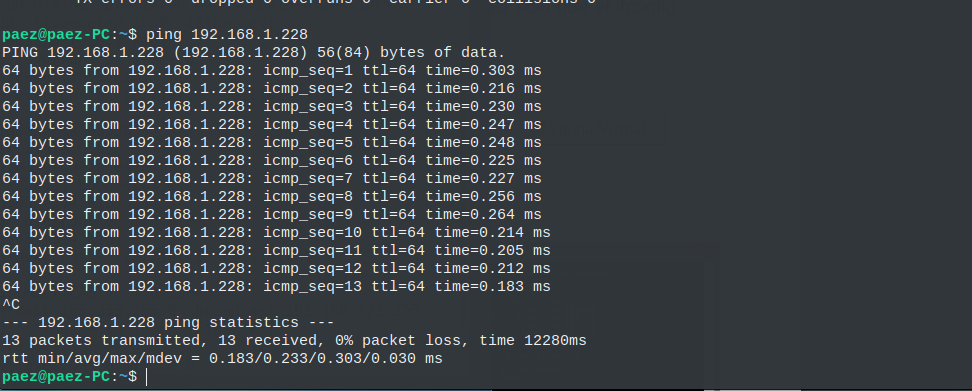 TX errors 0  dropped 0 overruns 0  carrier 0  collisions 0
paez@paez-PC:~$ ping 192.168.1.228
PING 192.168.1.228 (192.168.1.228) 56(84) bytes of data.
64 bytes from 192.168.1.228: icmp_seq=1 ttl=64 time=0.303 ms
64 bytes from 192.168.1.228: icmp_seq=2 ttl=64 time=0.216 ms
64 bytes from 192.168.1.228: icmp_seq=3 ttl=64 time=0.230 ms
64 bytes from 192.168.1.228: icmp_seq=4 ttl=64 time=0.247 ms
64 bytes from 192.168.1.228: icmp_seq=5 ttl=64 time=0.248 ms
64 bytes from 192.168.1.228: icmp_seq=6 ttl=64 time=0.225 ms
64 bytes from 192.168.1.228: icmp_seq=7 ttl=64 time=0.227 ms
64 bytes from 192.168.1.228: icmp_seq=8 ttl=64 time=0.256 ms
64 bytes from 192.168.1.228: icmp_seq=9 ttl=64 time=0.264 ms
64 bytes from 192.168.1.228: icmp_seq=10 ttl=64 time=0.214 ms
64 bytes from 192.168.1.228: icmp_seq=11 ttl=64 time=0.205 ms
64 bytes from 192.168.1.228: icmp_seq=12 ttl=64 time=0.212 ms
64 bytes from 192.168.1.228: icmp_seq=13 ttl=64 time=0.183 ms
^C
--- 192.168.1.228 ping statistics ---
13 packets transmitted, 13 received, 0% packet loss, time 12280ms
rtt min/avg/max/mdev = 0.183/0.233/0.303/0.030 ms
paez@paez-PC:~$